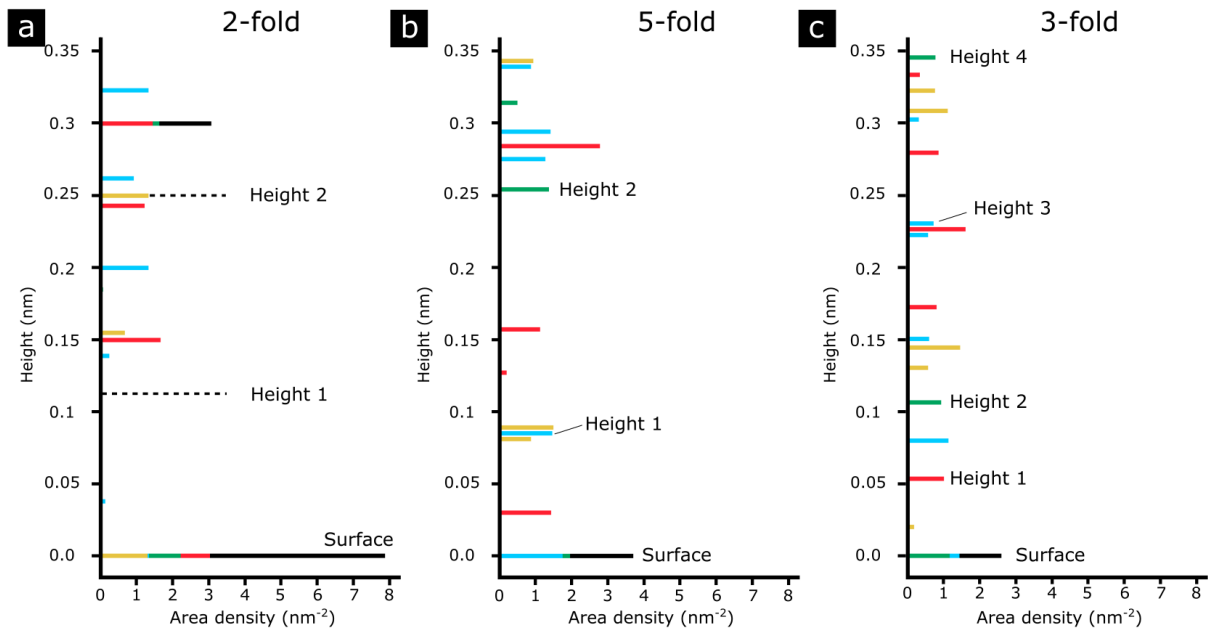 a
2-fold
0.35
0.3
0.25
0.2
0.15
0.1
0.05
0.0
Height (nm)
Height 2
Height 1
Surface
0 1 2 3 4 5 6 7 8
Area density (nm-2)
b
5-fold
0.35
0.3
0.25
0.2
0.15
0.1
0.05
0.0
Height (nm)
Height 2
Height 1
Surface
0 1 2 3 4 5 6 7 8
Area density (nm-2)
c
3-fold
0.35
0.3
0.25
0.2
0.15
0.1
0.05
0.0
Height (nm)
Height 4
Height 3
Height 2
Height 1
Surface
0 1 2 3 4 5 6 7 8
Area density (nm-2)